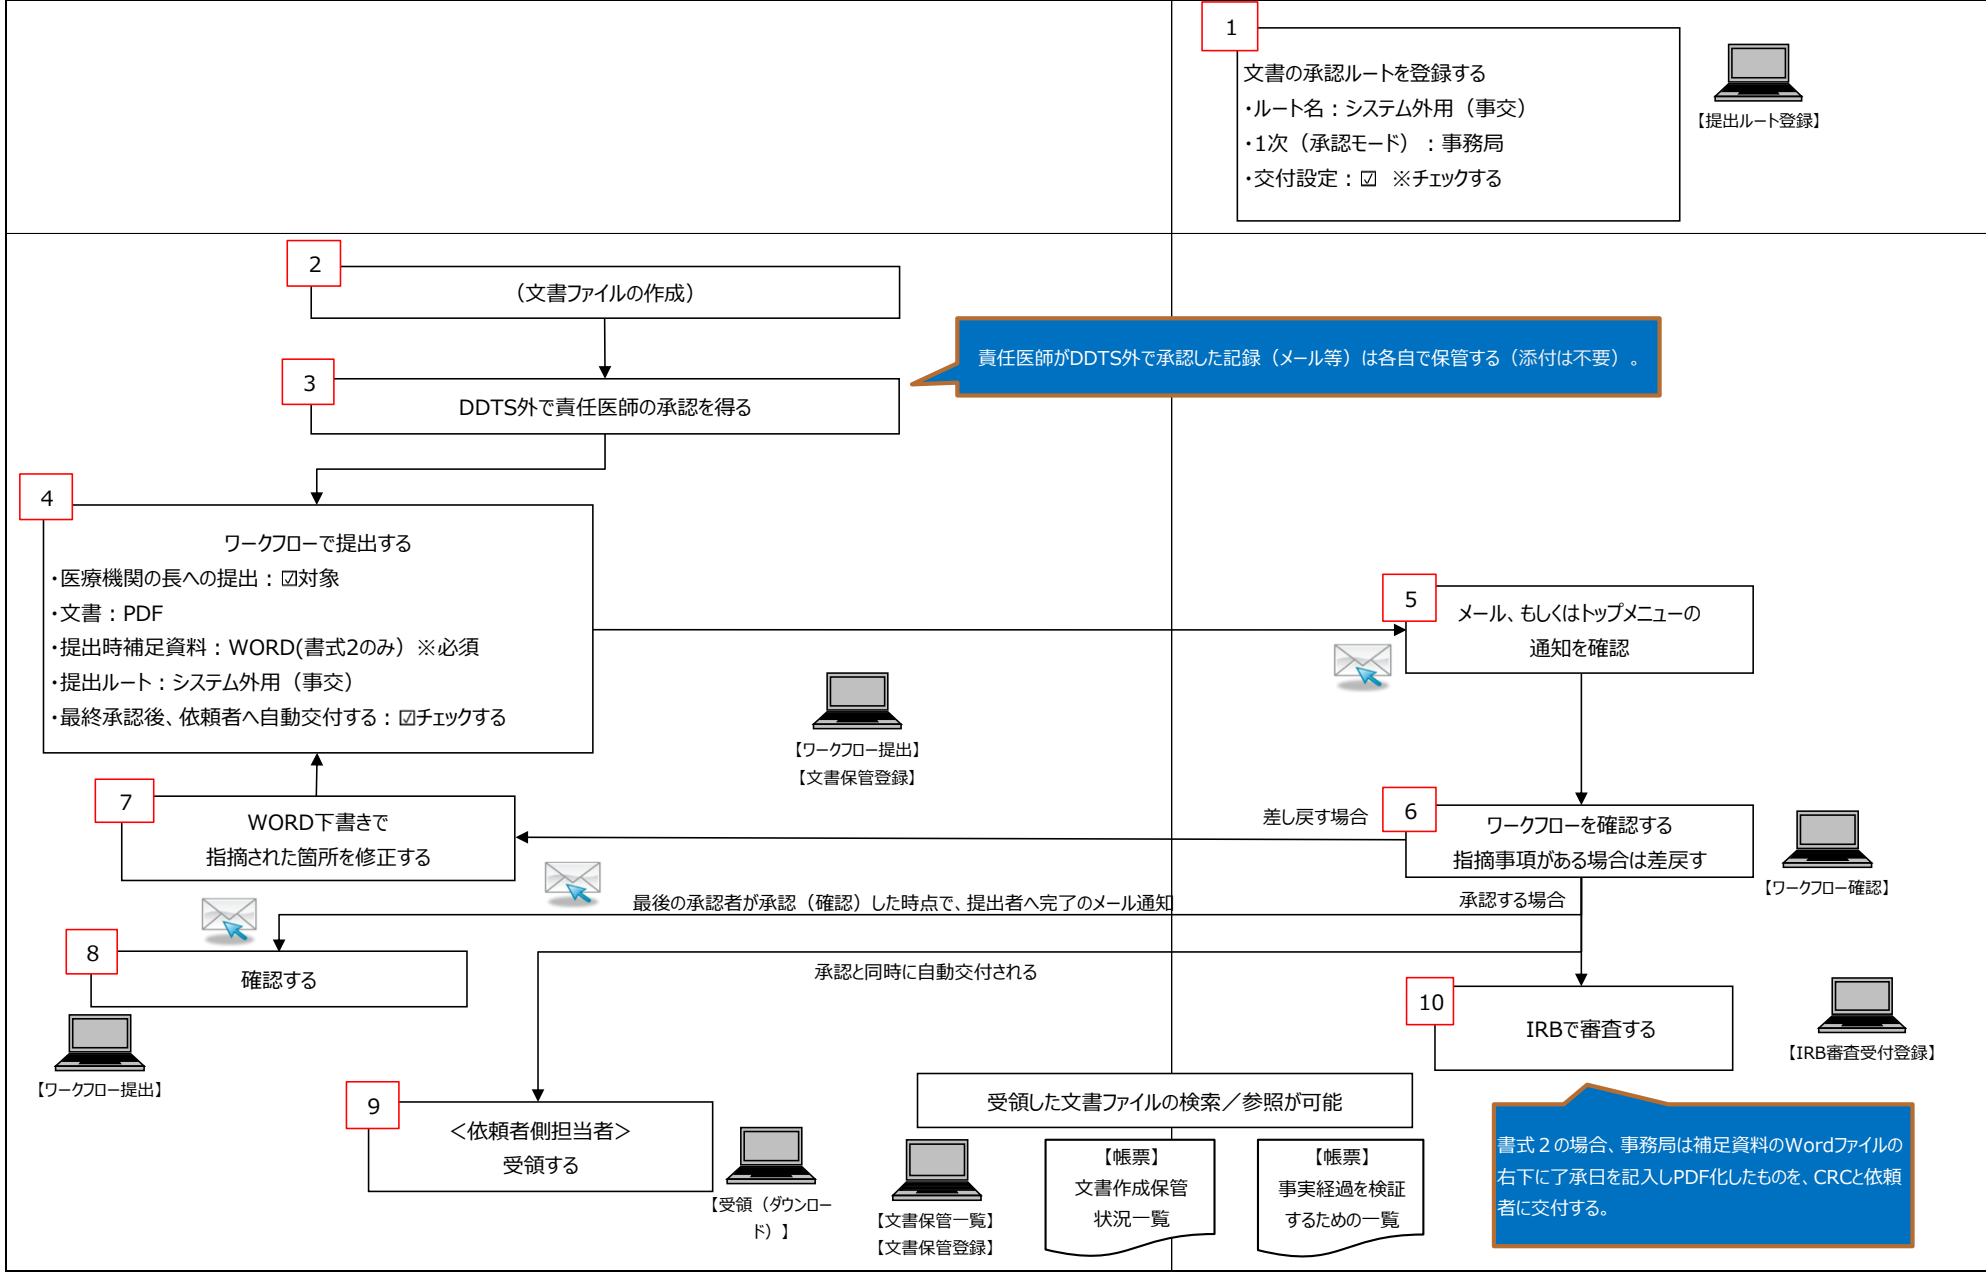 1
文書の承認ルートを登録する
・ルート名：システム外用（事交）
・1次（承認モード）：事務局
・交付設定：☑ ※チェックする
【提出ルート登録】
2
（文書ファイルの作成）
責任医師がDDTS外で承認した記録（メール等）は各自で保管する（添付は不要）。
3
DDTS外で責任医師の承認を得る
4
ワークフローで提出する
・医療機関の長への提出：☑対象
・文書：PDF
・提出時補足資料：WORD(書式2のみ）※必須
・提出ルート：システム外用（事交）
・最終承認後、依頼者へ自動交付する：☑チェックする
【ワークフロー提出】
【文書保管登録】
5
メール、もしくはトップメニューの
通知を確認
6
ワークフローを確認する
指摘事項がある場合は差戻す
【ワークフロー確認】
差し戻す場合
7
WORD下書きで
指摘された箇所を修正する
承認する場合
最後の承認者が承認（確認）した時点で、提出者へ完了のメール通知
8
確認する
【ワークフロー提出】
承認と同時に自動交付される
9
＜依頼者側担当者＞
受領する
【受領（ダウンロー
ド）】
10
IRBで審査する
【IRB審査受付登録】
受領した文書ファイルの検索／参照が可能
【文書保管一覧】
【文書保管登録】
【帳票】
文書作成保管
状況一覧
【帳票】
事実経過を検証
するための一覧
書式２の場合、事務局は補足資料のWordファイルの
右下に了承日を記入しPDF化したものを、CRCと依頼
者に交付する。